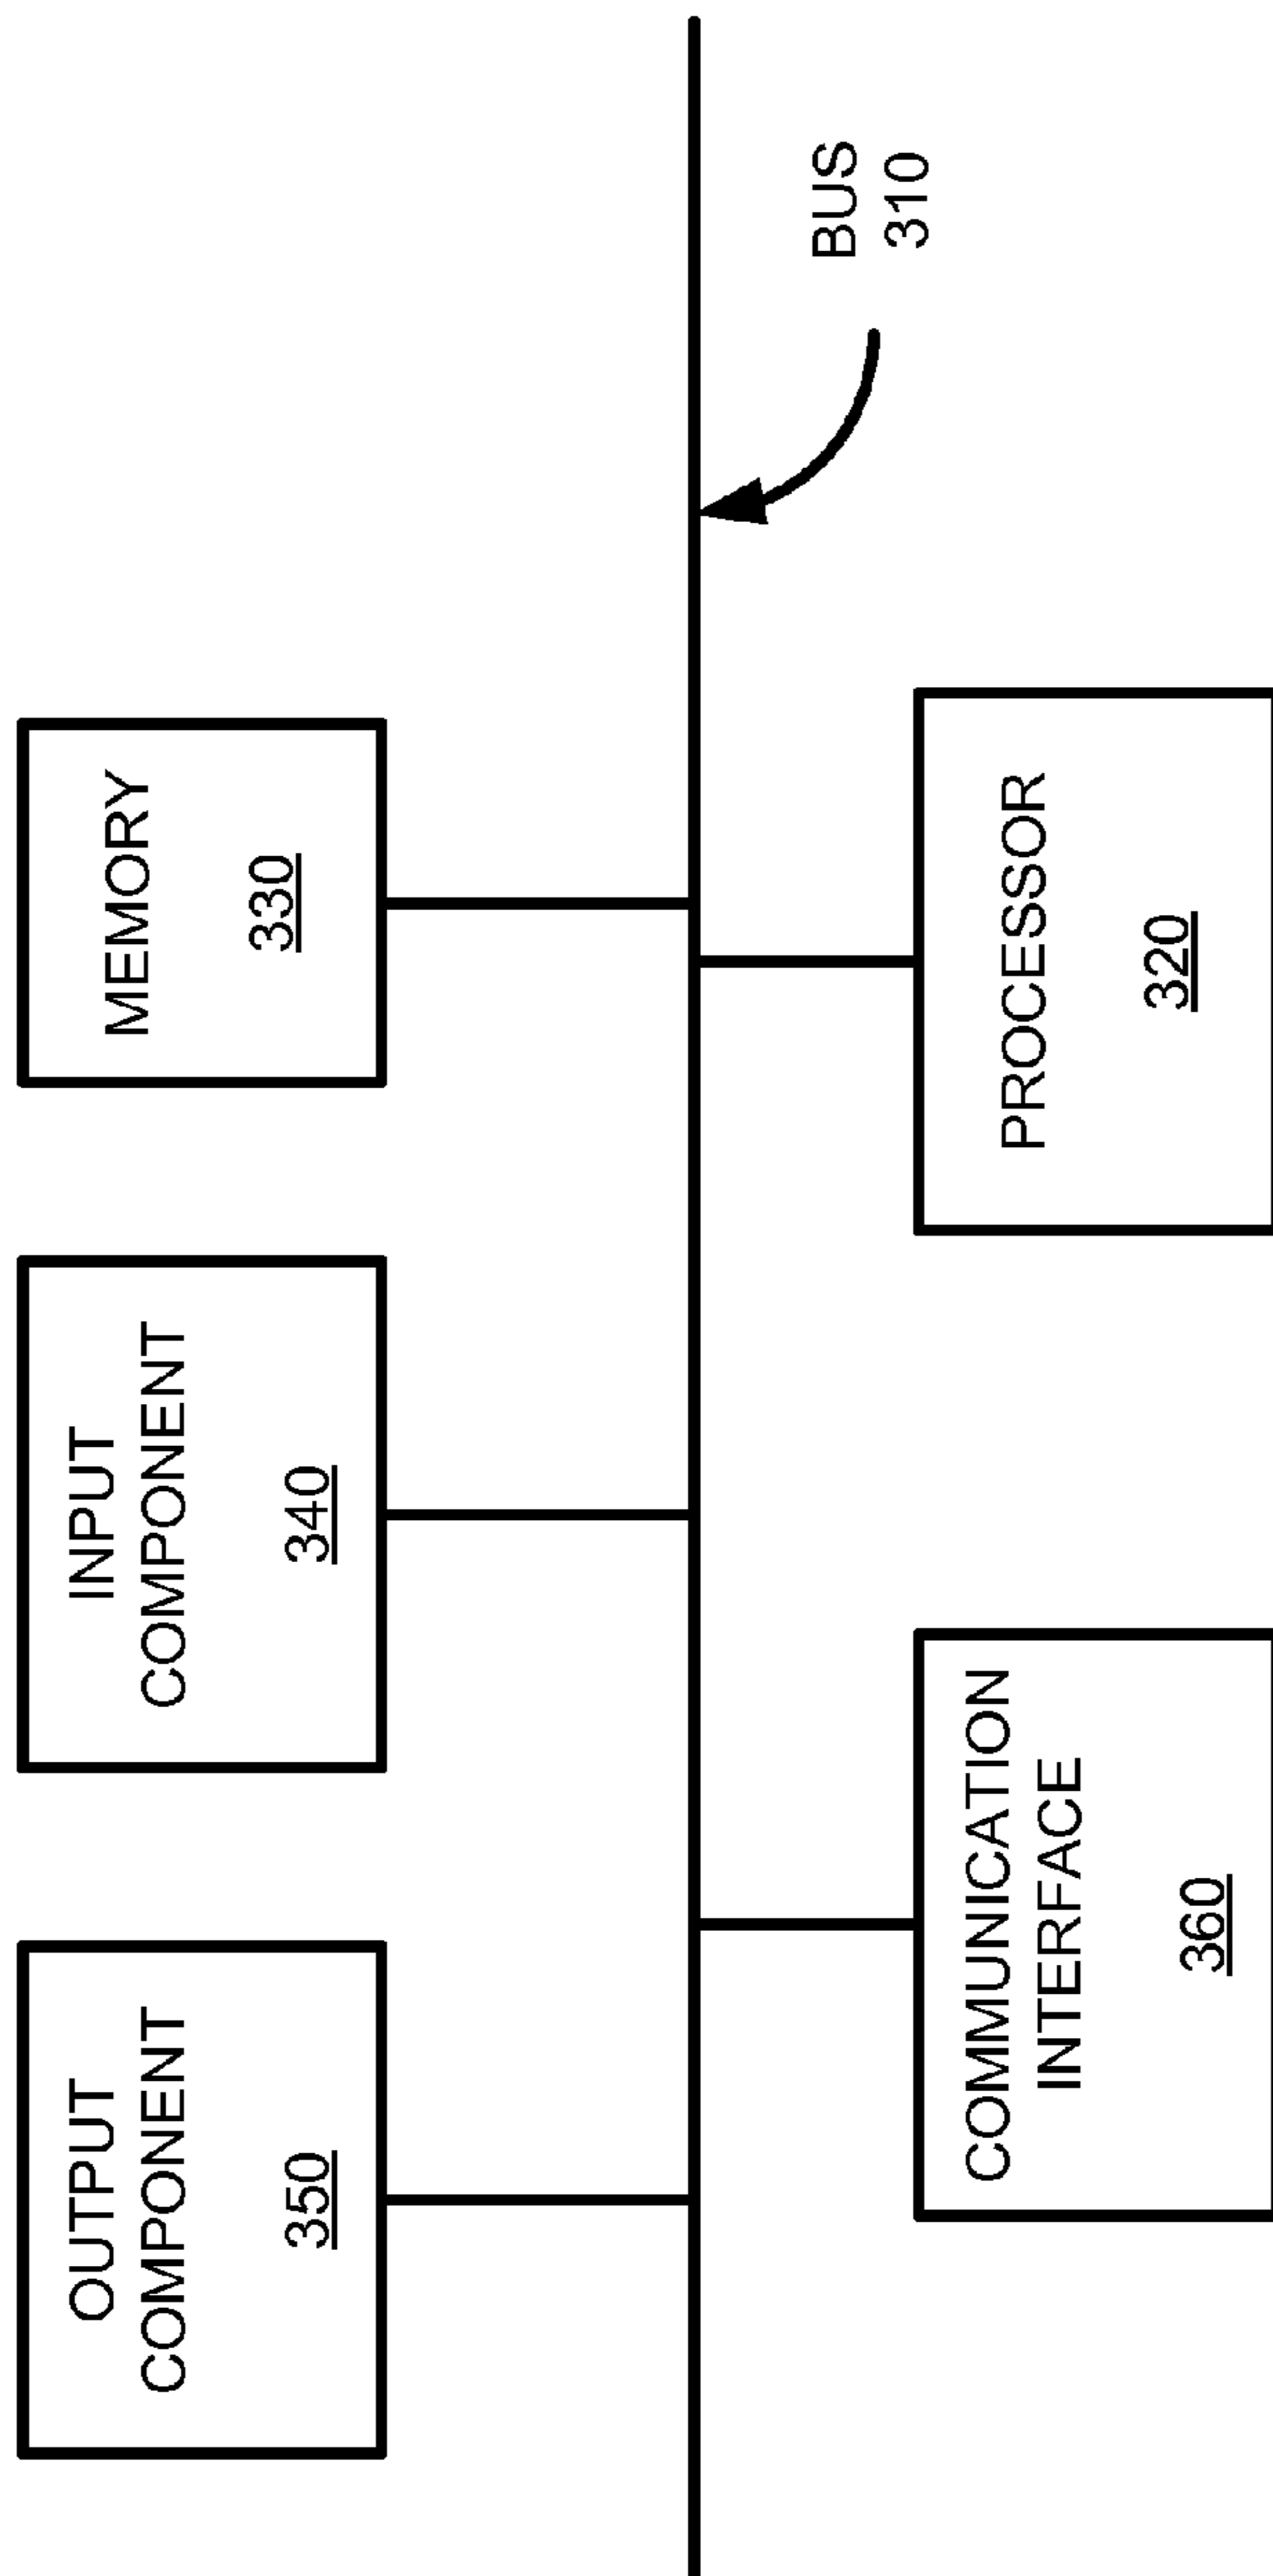 OUTPUT
COMPONENT
350
INPUT
COMPONENT
340
MEMORY
330
BUS
310
COMMUNICATION
INTERFACE
360
PROCESSOR
320